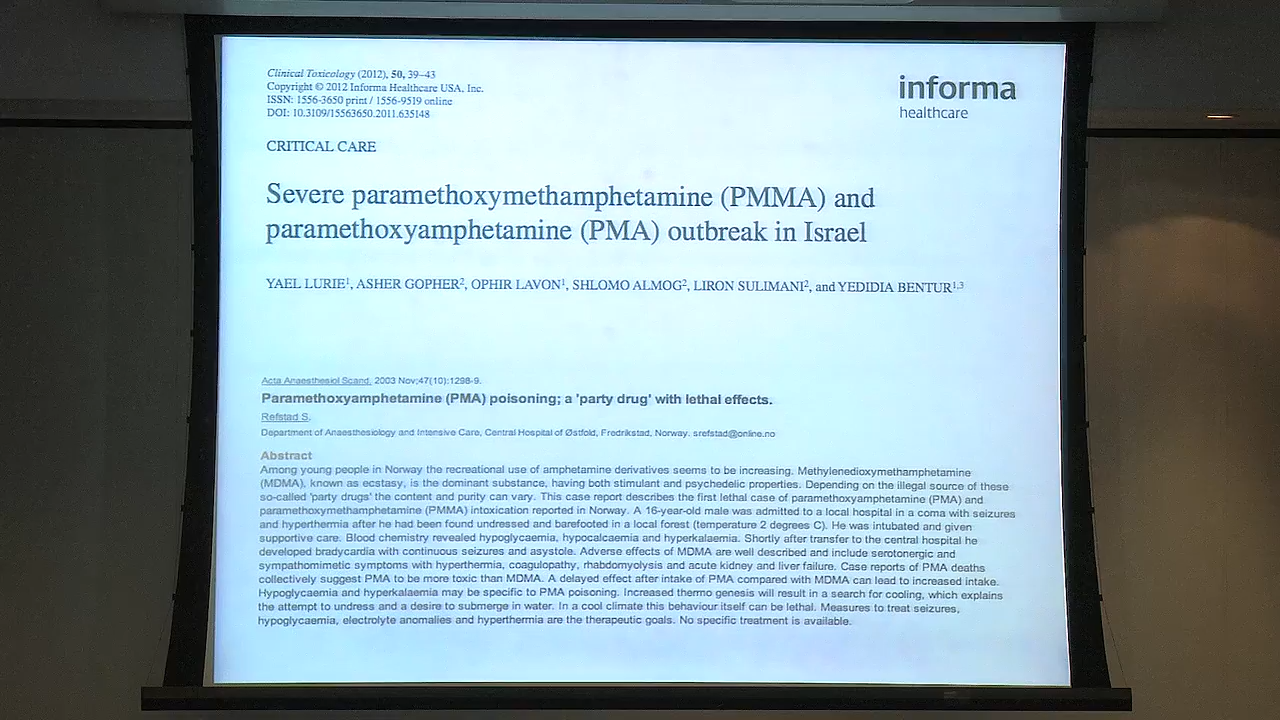 Clinical Toxicology (2012), 50, 39–43
Copyright © 2012 Informa Healthcare USA, Inc.
ISSN: 1556-3650 print / 1556-9519 online
DOI: 10.3109/15563650.2011.635148
informa
healthcare
CRITICAL CARE
Severe paramethoxymethamphetamine (PMMA) and
paramethoxyamphetamine (PMA) outbreak in Israel
YAEL LURIE¹, ASHER GOPHER², OPHIR LAVON¹, SHLOMO ALMOG², LIRON SULIMANI², and YEDIDIA BENTUR¹,³
Acta Anaesthesiol Scand. 2003 Nov;47(10):1298-9.
Paramethoxyamphetamine (PMA) poisoning; a 'party drug' with lethal effects.
Refstad S.
Department of Anaesthesiology and Intensive Care, Central Hospital of Østfold, Fredrikstad, Norway. srefstad@online.no
Abstract
Among young people in Norway the recreational use of amphetamine derivatives seems to be increasing. Methylenedioxymethamphetamine
(MDMA), known as ecstasy, is the dominant substance, having both stimulant and psychedelic properties. Depending on the illegal source of these
so-called 'party drugs' the content and purity can vary. This case report describes the first lethal case of paramethoxyamphetamine (PMA) and
paramethoxymethamphetamine (PMMA) intoxication reported in Norway. A 16-year-old male was admitted to a local hospital in a coma with seizures
and hyperthermia after he had been found undressed and barefooted in a local forest (temperature 2 degrees C). He was intubated and given
supportive care. Blood chemistry revealed hypoglycaemia, hypocalcaemia and hyperkalaemia. Shortly after transfer to the central hospital he
developed bradycardia with continuous seizures and asystole. Adverse effects of MDMA are well described and include serotonergic and
sympathomimetic symptoms with hyperthermia, coagulopathy, rhabdomyolysis and acute kidney and liver failure. Case reports of PMA deaths
collectively suggest PMA to be more toxic than MDMA. A delayed effect after intake of PMA compared with MDMA can lead to increased intake.
Hypoglycaemia and hyperkalaemia may be specific to PMA poisoning. Increased thermo genesis will result in a search for cooling, which explains
the attempt to undress and a desire to submerge in water. In a cool climate this behaviour itself can be lethal. Measures to treat seizures,
hypoglycaemia, electrolyte anomalies and hyperthermia are the therapeutic goals. No specific treatment is available.